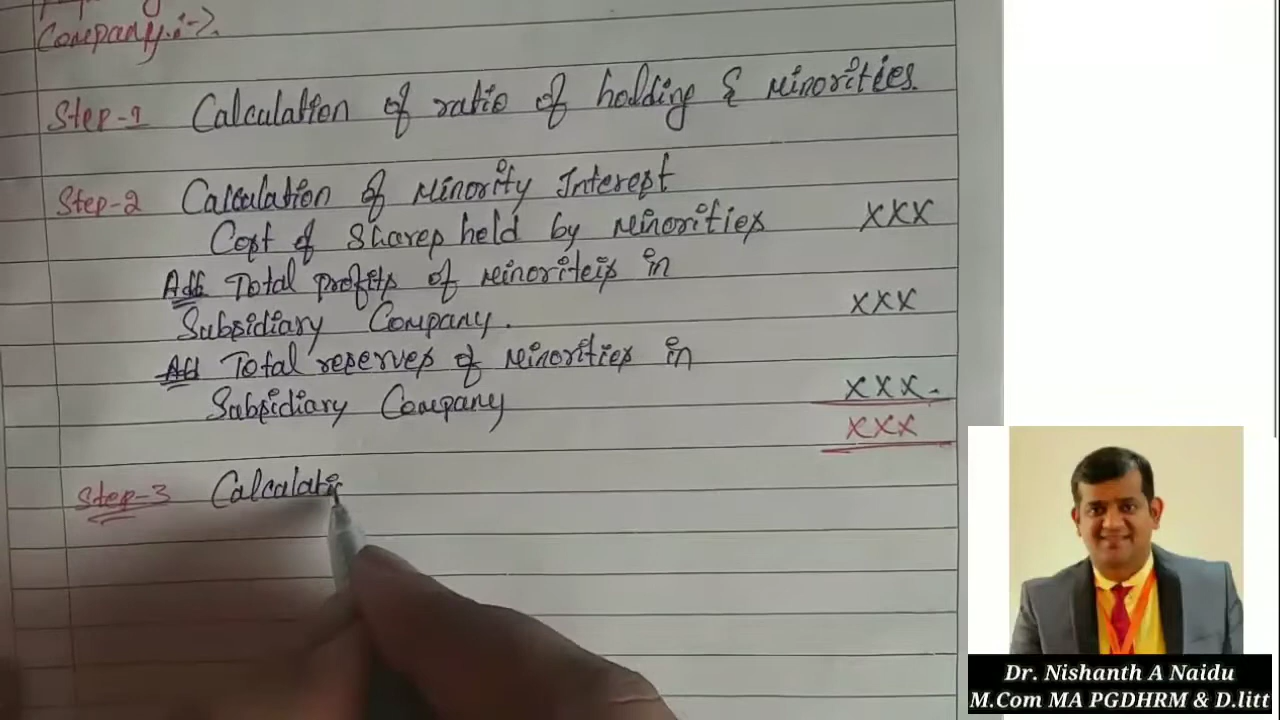 Company :->
Step-1 Calculation of ratio of holding & Minorities.
Step-2 Calculation of Minority Interest
Cost of Shares held by Minorities XXX
Add Total profits of Minorities in
Subsidiary Company. XXX
Add Total reserves of Minorities in
Subsidiary Company XXX
XXX
Step-3 Calculatio
Dr. Nishanth A Naidu
M.Com MA PGDHRM & D.litt